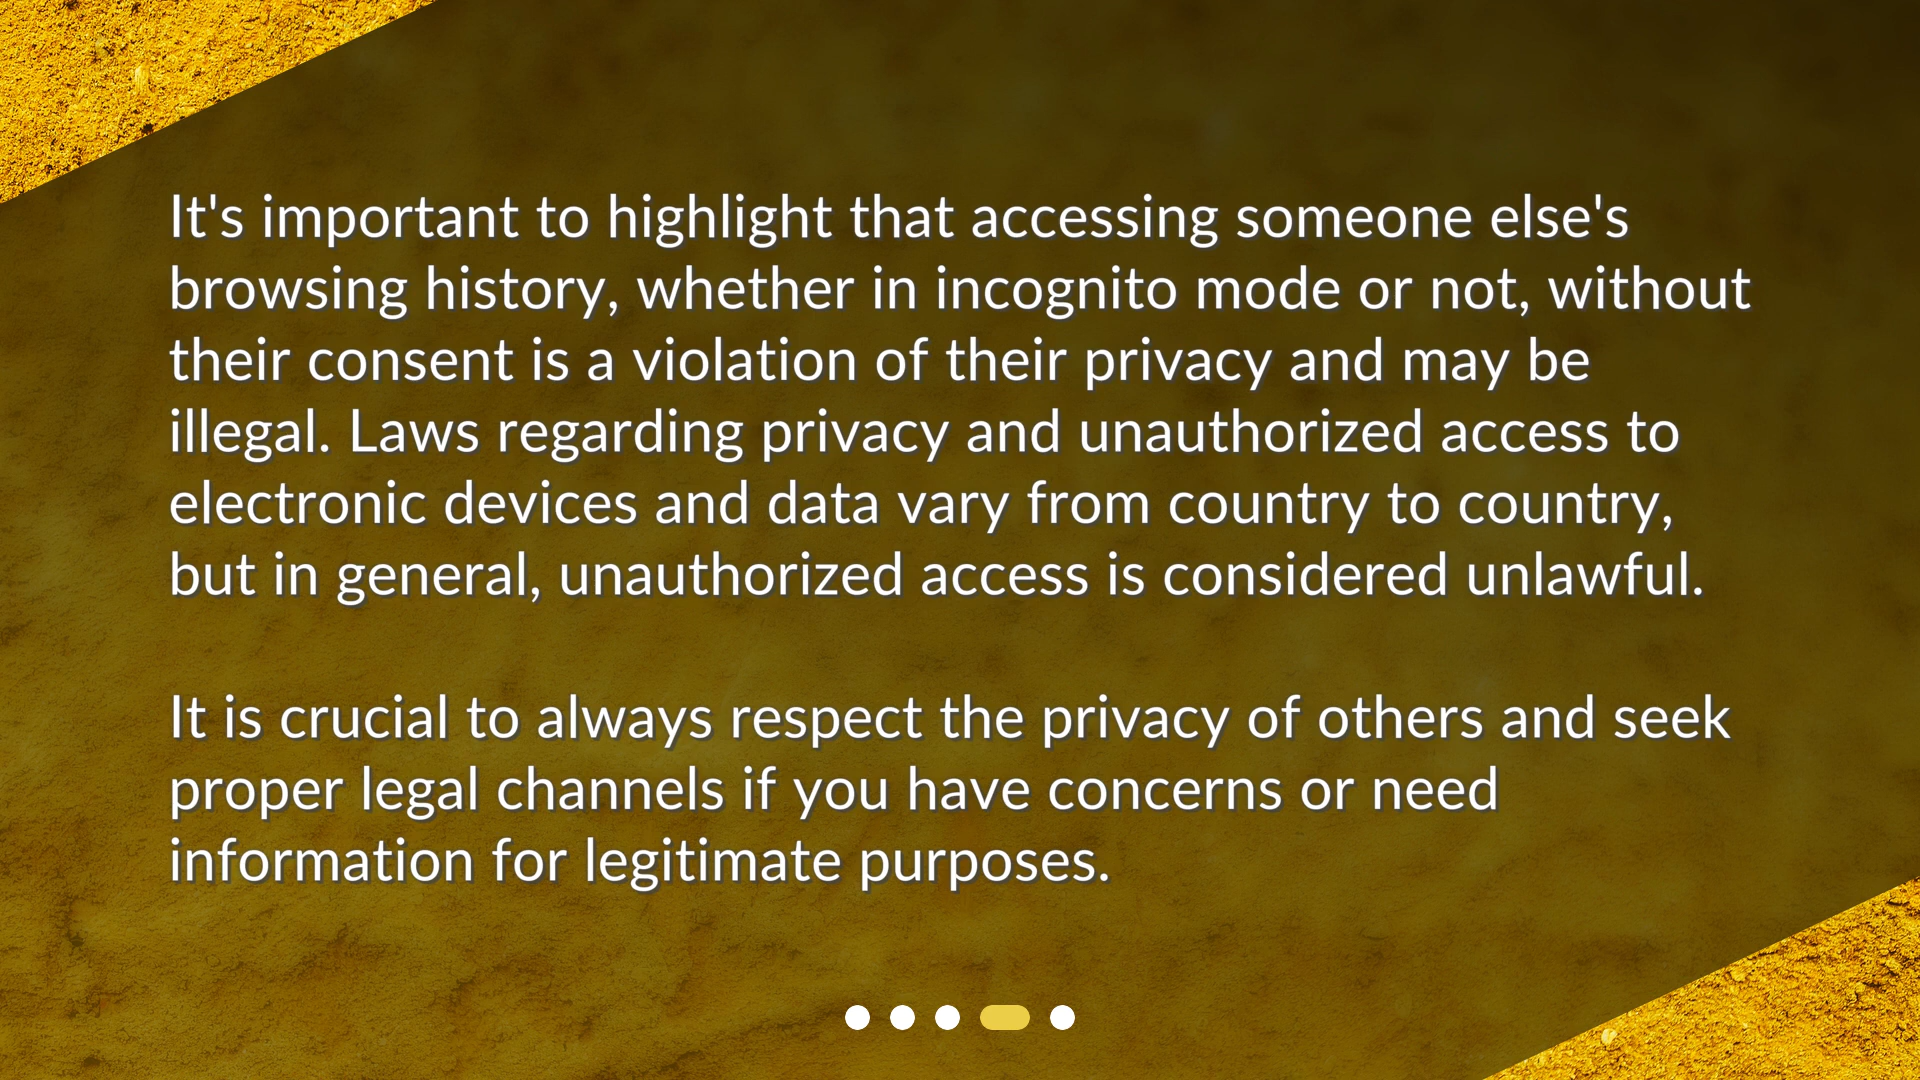 It's important to highlight that accessing someone else's
browsing history, whether in incognito mode or not, without
their consent is a violation of their privacy and may be
illegal. Laws regarding privacy and unauthorized access to
electronic devices and data vary from country to country,
but in general, unauthorized access is considered unlawful.
It is crucial to always respect the privacy of others and seek
proper legal channels if you have concerns or need
information for legitimate purposes.